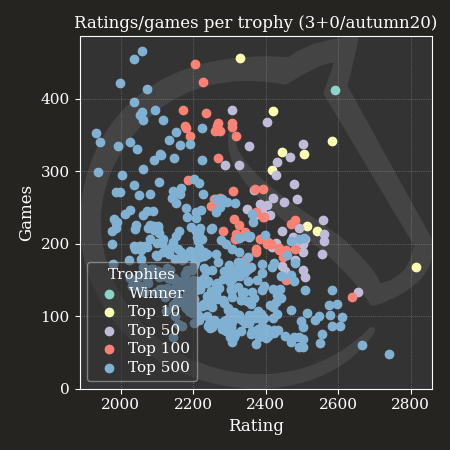 Ratings/games per trophy (3+0/autumn20)
Games
400
300
200
100
0
Trophies
Winner
Top 10
Top 50
Top 100
Top 500
2000 2200 2400 2600 2800
Rating